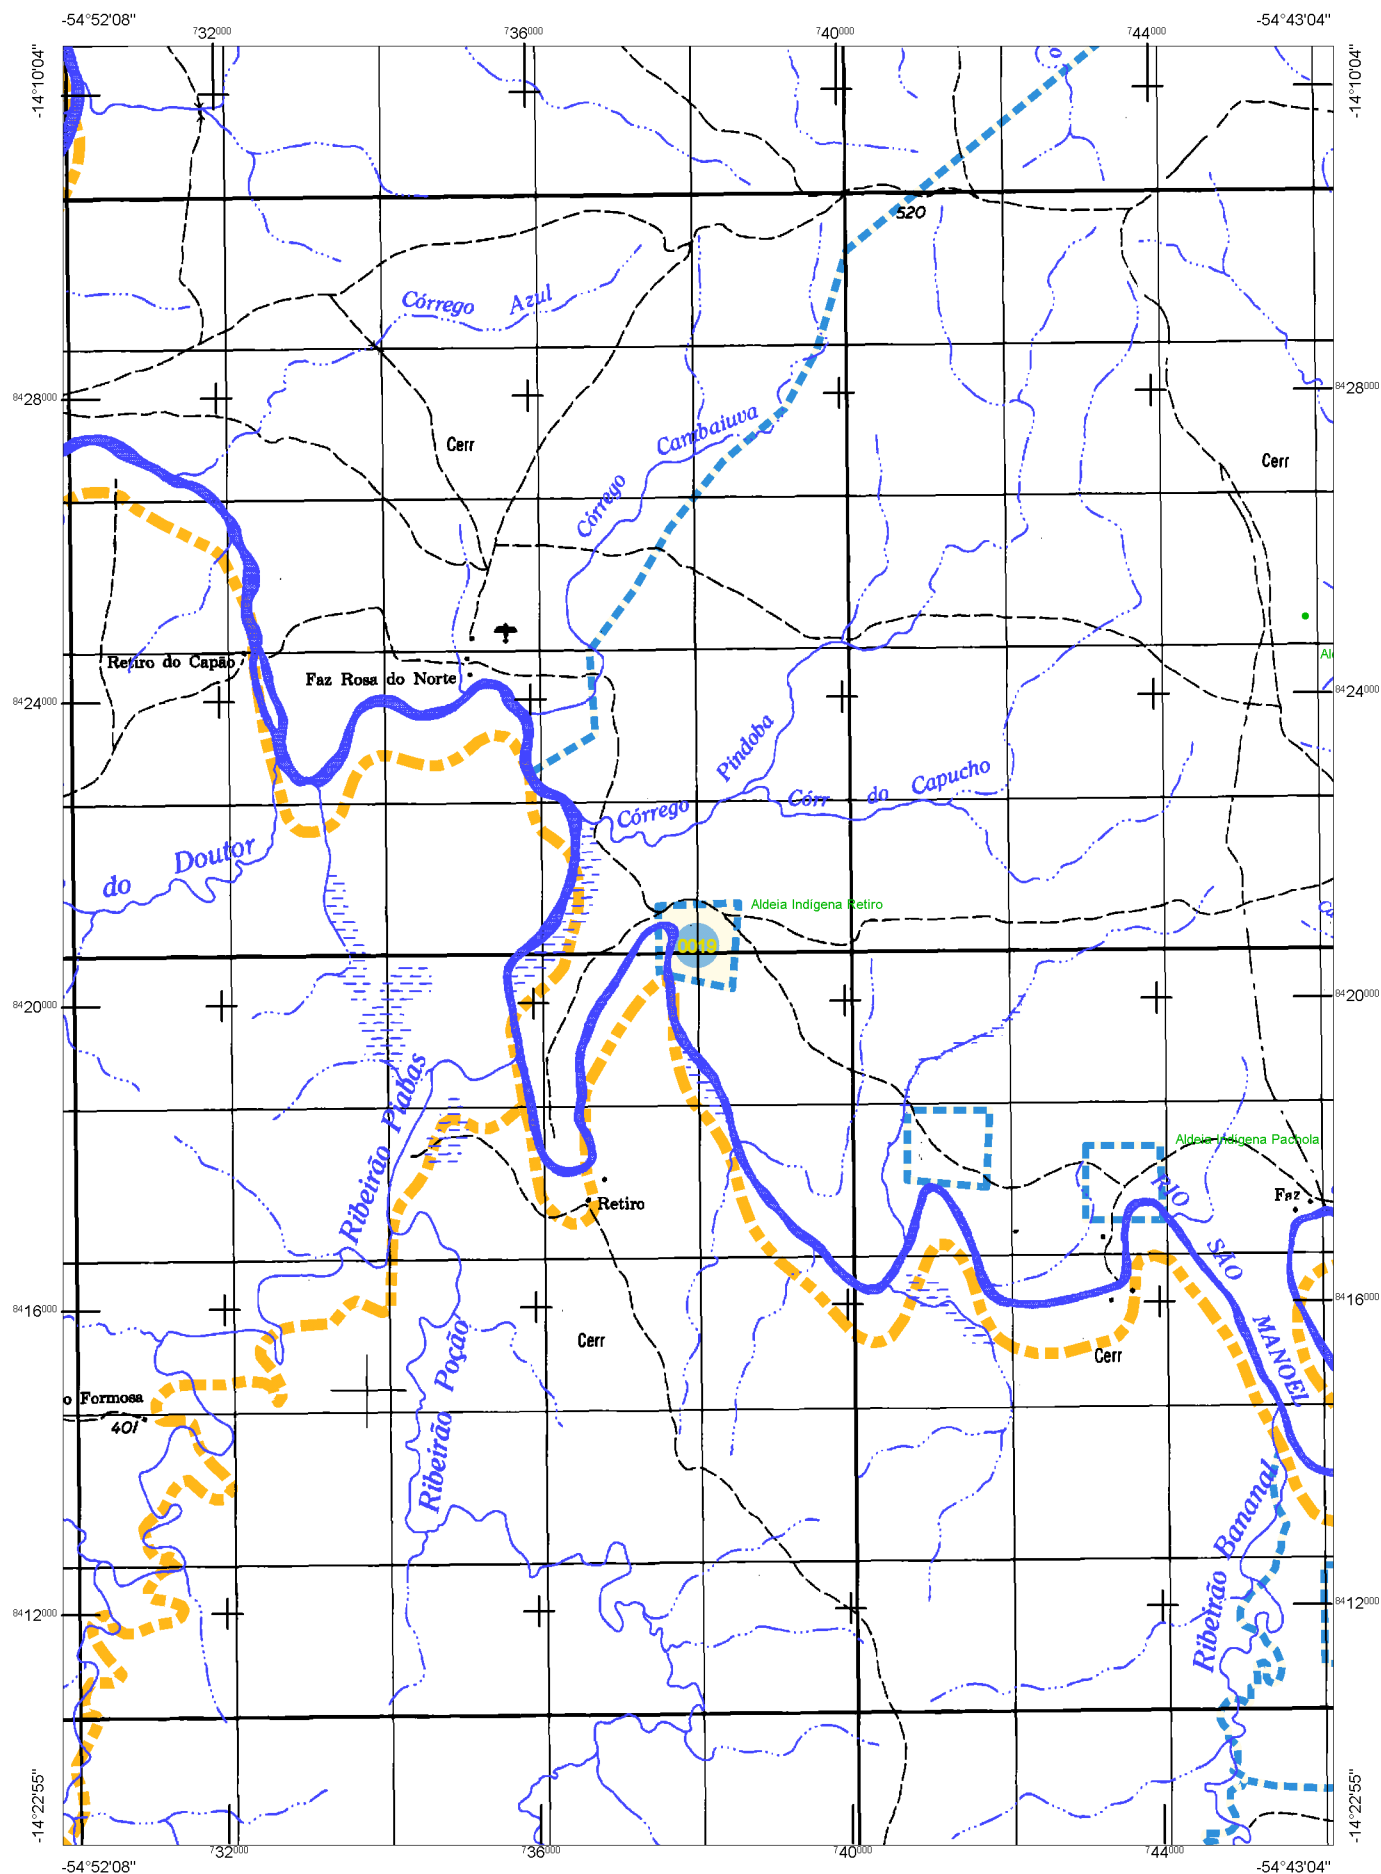 -54°52'08"
-54°43'04"
732000
736000
740000
744000
-14°10'04"
-14°10'04"
520
Córrego Azul
8428000
8428000
Cerr
Córrego Cambaiuva
Cerr
Retiro do Capão
Faz Rosa do Norte
8424000
8424000
Pindoba
Córrego
Córr do Capucho
do Doutor
Aldeia Indígena Retiro
0019
8420000
8420000
Ribeirão Piabas
Aldeia Indígena Pachola
Retiro
RIO SÃO MANOEL
Faz
8416000
8416000
Cerr
Cerr
Ribeirão Poção
o Formosa
401
Ribeirão Bananal
8412000
8412000
-14°22'55"
-14°22'55"
732000
736000
740000
744000
-54°52'08"
-54°43'04"